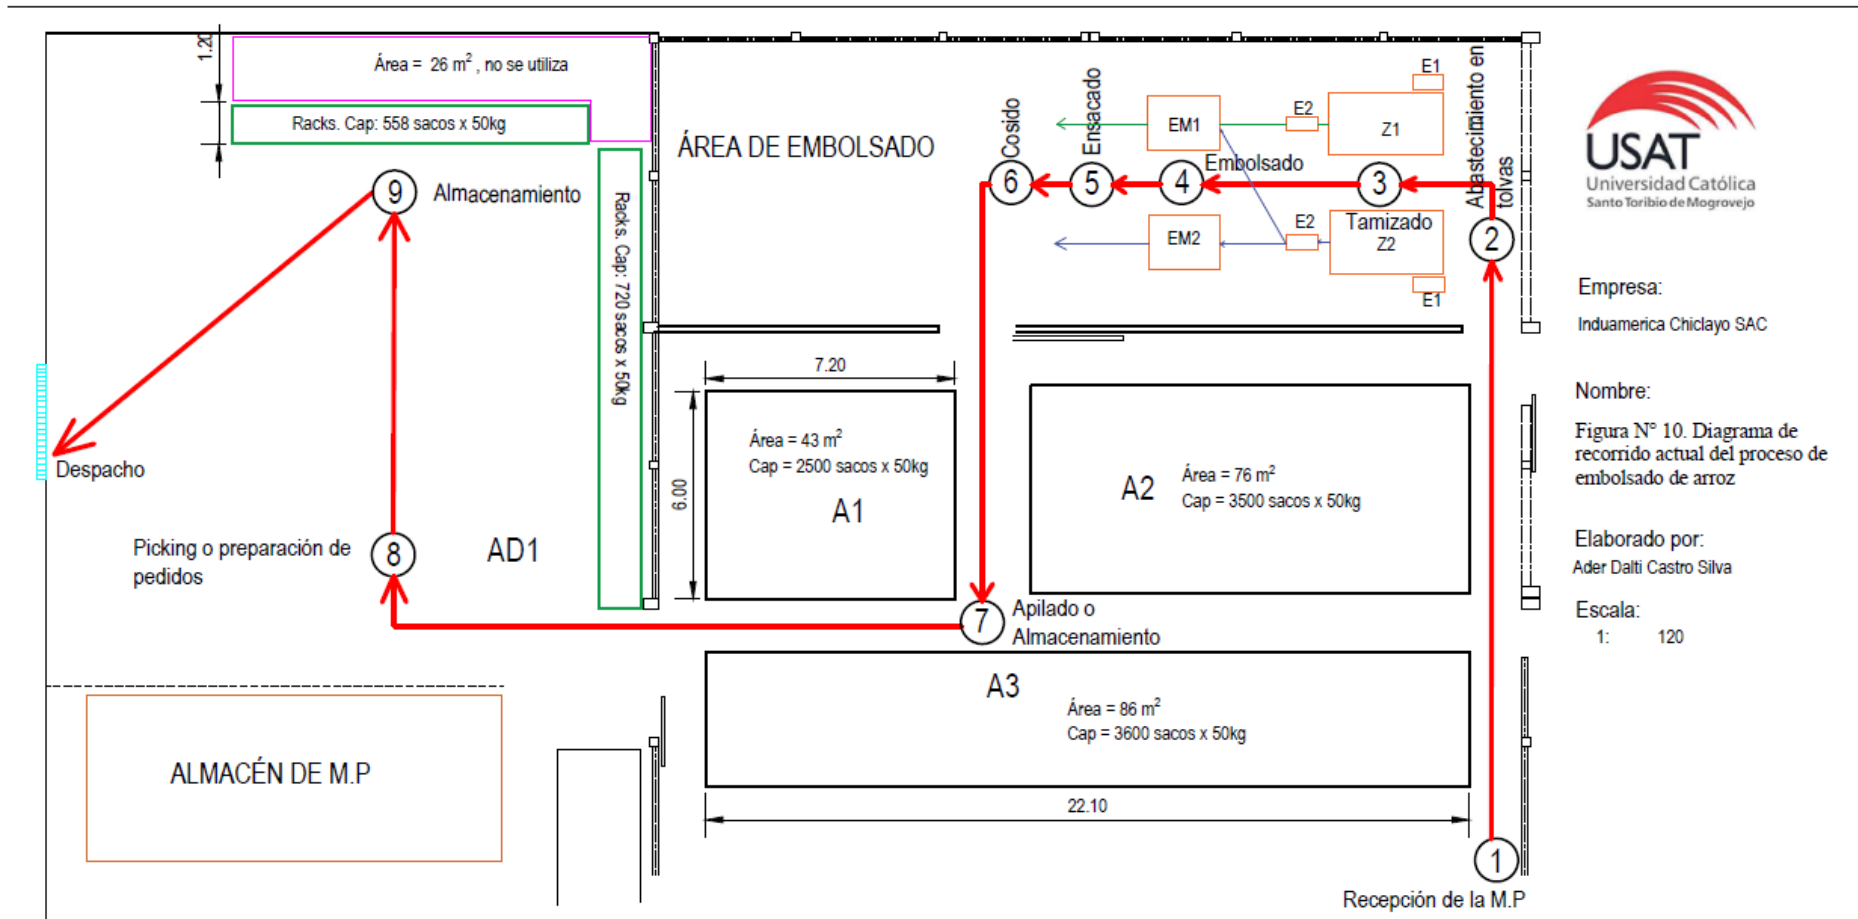 1.20
Área = 26 m², no se utiliza
Racks. Cap: 558 sacos x 50kg
9
Almacenamiento
Racks. Cap: 720 sacos x 50kg
Despacho
Picking o preparación de
pedidos
8
AD1
ALMACÉN DE M.P
ÁREA DE EMBOLSADO
6
Cosido
5
Ensacado
4
Embolsado
3
Tamizado
2
Abastecimiento en
tolvas
EM1
E2
Z1
E1
EM2
E2
Z2
E1
7.20
6.00
Área = 43 m²
Cap = 2500 sacos x 50kg
A1
A2
Área = 76 m²
Cap = 3500 sacos x 50kg
7
Apilado o
Almacenamiento
A3
Área = 86 m²
Cap = 3600 sacos x 50kg
22.10
1
Recepción de la M.P
USAT
Universidad Católica
Santo Toribio de Mogrovejo
Empresa:
Induamerica Chiclayo SAC
Nombre:
Figura N° 10. Diagrama de
recorrido actual del proceso de
embolsado de arroz
Elaborado por:
Ader Dalti Castro Silva
Escala:
1: 120